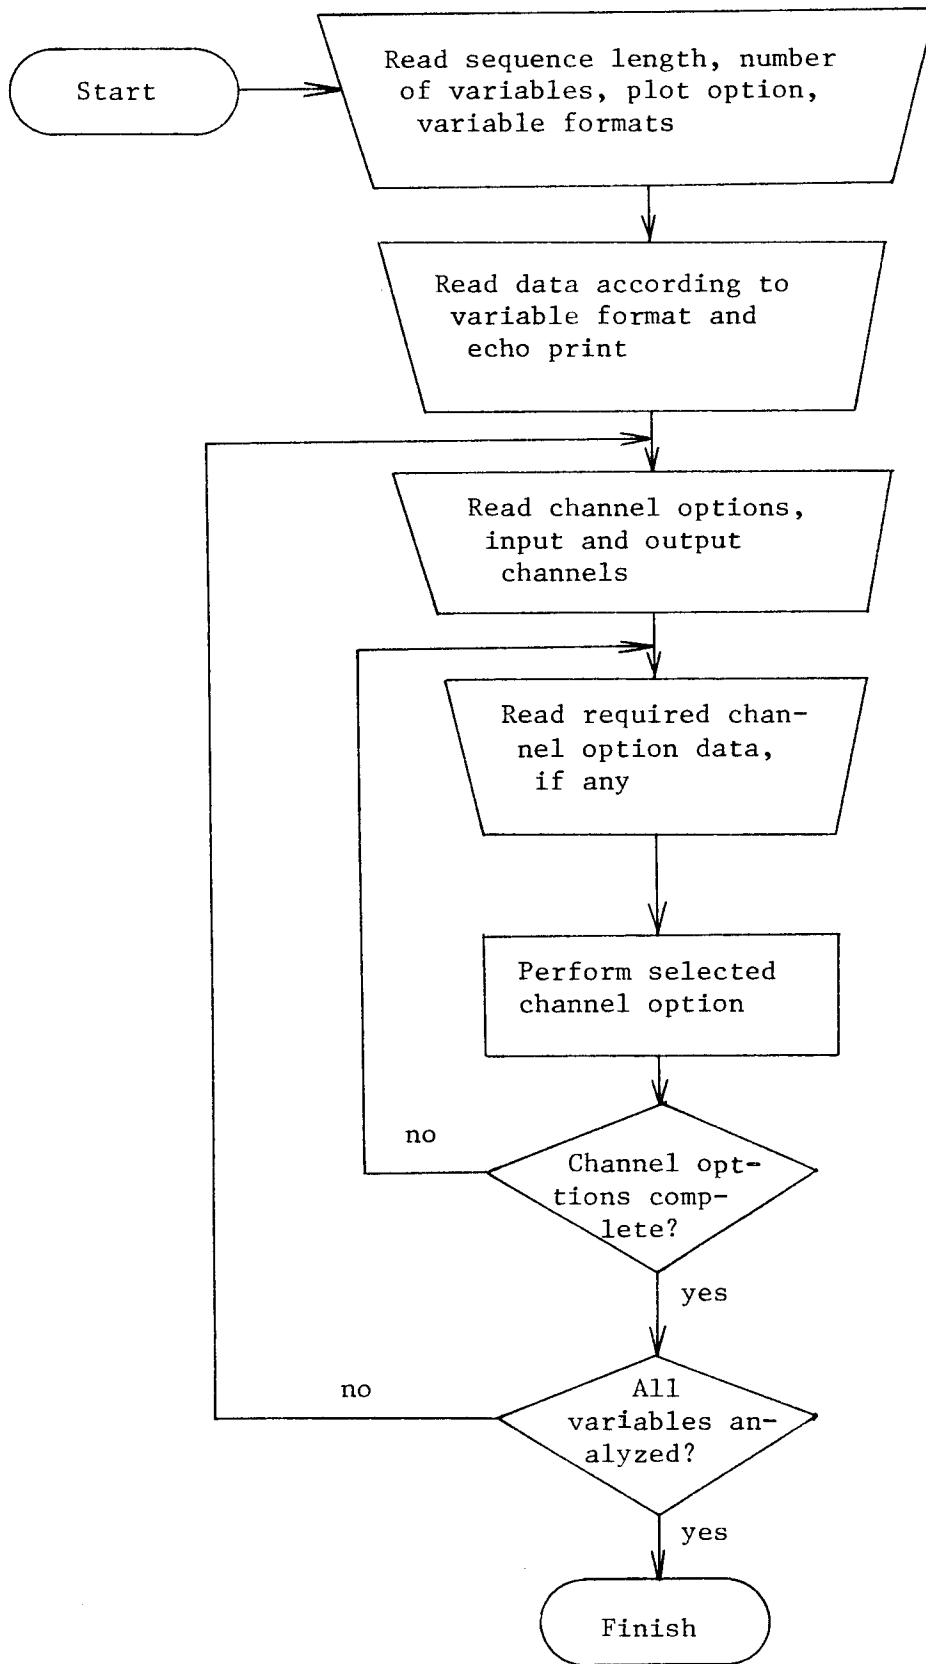 Start
Read sequence length, number
of variables, plot option,
variable formats
Read data according to
variable format and
echo print
Read channel options,
input and output
channels
Read required chan-
nel option data,
if any
Perform selected
channel option
no
Channel opt-
tions comp-
lete?
yes
no
All
variables an-
alyzed?
yes
Finish